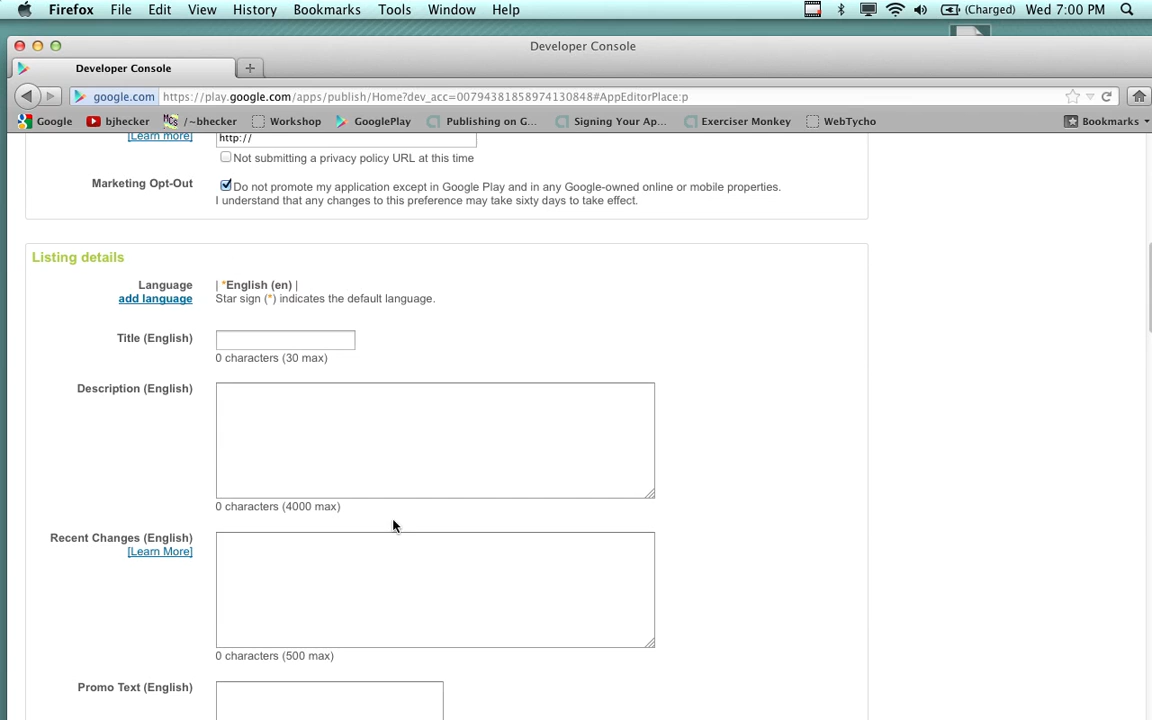 Firefox File Edit View History Bookmarks Tools Window Help (Charged) Wed 7:00 PM
Developer Console
Developer Console
google.com https://play.google.com/apps/publish/Home?dev_acc=00794381858974130848#AppEditorPlace:p
Google bjhecker /~bhecker Workshop GooglePlay Publishing on G... Signing Your Ap... Exerciser Monkey WebTycho Bookmarks
[Learn more] http://
Not submitting a privacy policy URL at this time
Marketing Opt-Out Do not promote my application except in Google Play and in any Google-owned online or mobile properties.
I understand that any changes to this preference may take sixty days to take effect.
Listing details
Language | *English (en) |
add language Star sign (*) indicates the default language.
Title (English)
0 characters (30 max)
Description (English)
0 characters (4000 max)
Recent Changes (English)
[Learn More]
0 characters (500 max)
Promo Text (English)